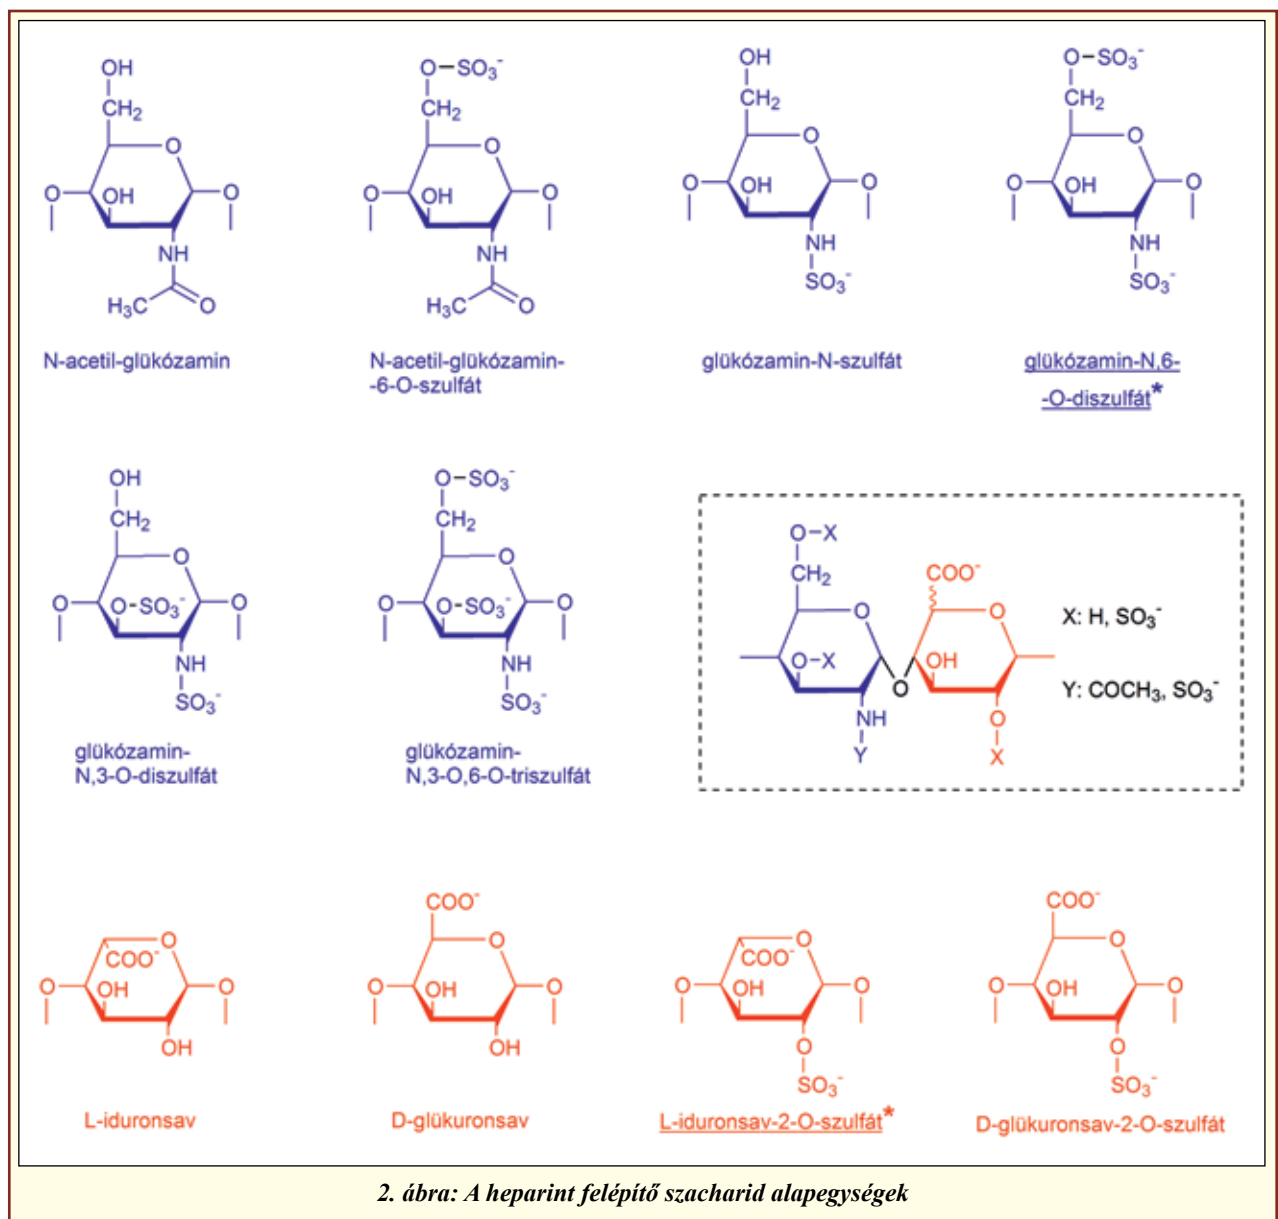 OH
CH₂
O
OH
O
O
NH
H₃C
O
N-acetil-glükózamin
O–SO₃⁻
CH₂
O
OH
O
O
NH
H₃C
O
N-acetil-glükózamin-
-6-O-szulfát
OH
CH₂
O
OH
O
O
NH
SO₃⁻
glükózamin-N-szulfát
O–SO₃⁻
CH₂
O
OH
O
O
NH
SO₃⁻
glükózamin-N,6-
-O-diszulfát*
OH
CH₂
O
O
O–SO₃⁻
O
NH
SO₃⁻
glükózamin-
N,3-O-diszulfát
O–SO₃⁻
CH₂
O
O
O–SO₃⁻
O
NH
SO₃⁻
glükózamin-
N,3-O,6-O-triszulfát
O–X
CH₂
O
O–X
NH
Y
O
COO⁻
O
OH
O
X
X: H, SO₃⁻
Y: COCH₃, SO₃⁻
O
COO⁻
O
OH
O
OH
L-iduronsav
COO⁻
O
O
OH
O
OH
D-glükuronsav
O
COO⁻
O
OH
O
O
SO₃⁻
L-iduronsav-2-O-szulfát*
COO⁻
O
O
OH
O
O
SO₃⁻
D-glükuronsav-2-O-szulfát
2. ábra: A heparint felépítő szacharid alapegységek